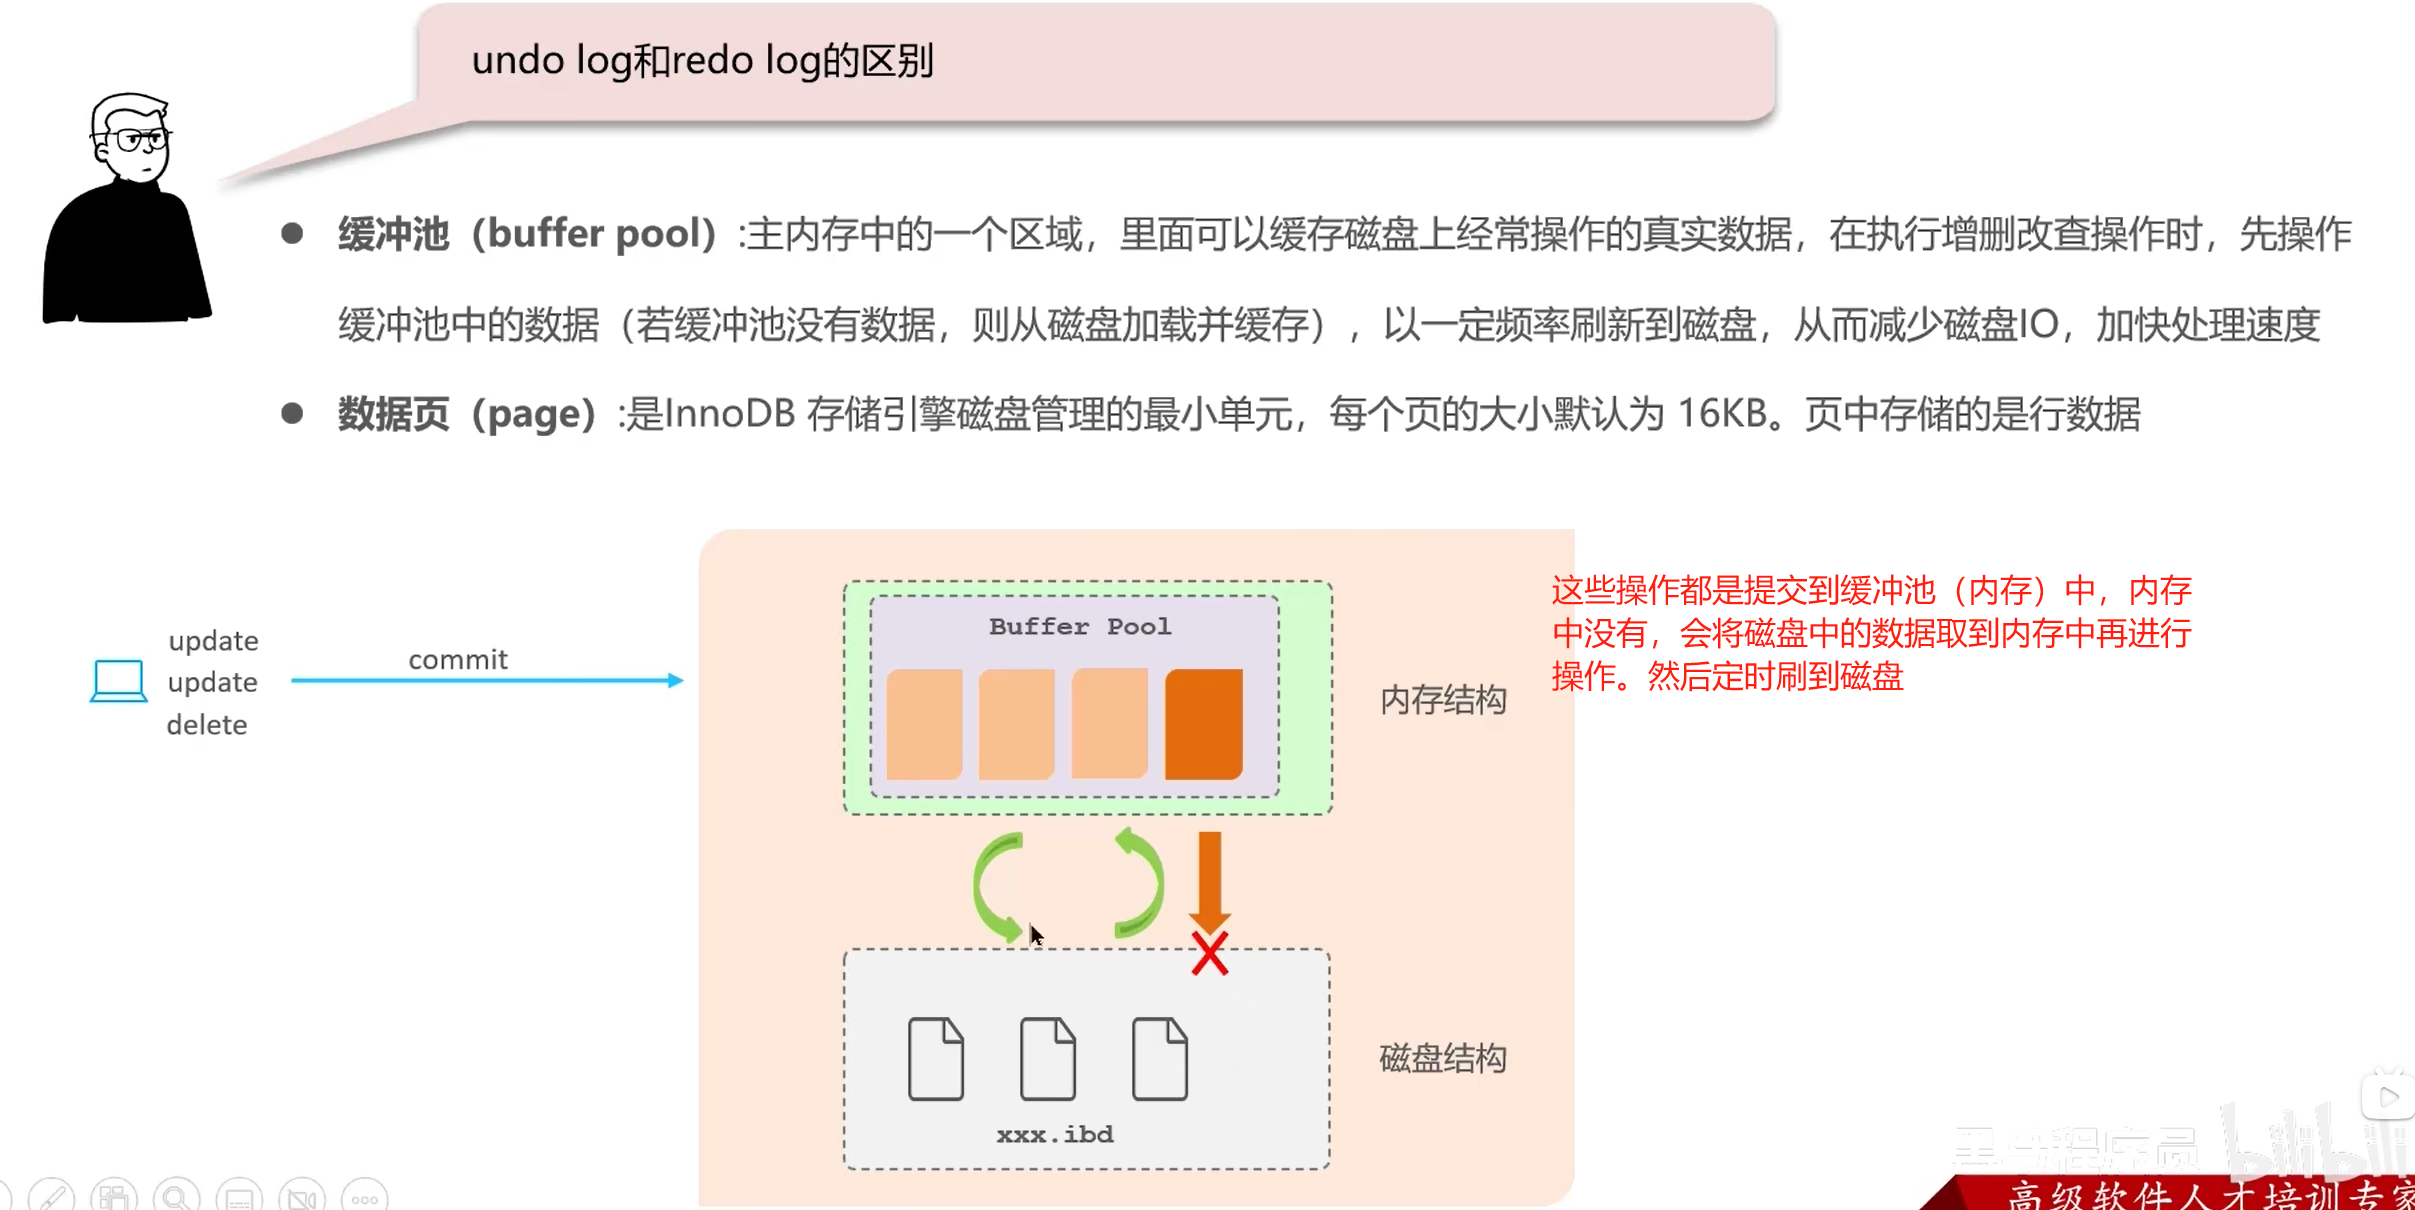 undo log和redo log的区别
缓冲池（buffer pool）:主内存中的一个区域，里面可以缓存磁盘上经常操作的真实数据，在执行增删改查操作时，先操作
缓冲池中的数据（若缓冲池没有数据，则从磁盘加载并缓存），以一定频率刷新到磁盘，从而减少磁盘IO，加快处理速度
数据页（page）:是InnoDB 存储引擎磁盘管理的最小单元，每个页的大小默认为 16KB。页中存储的是行数据
update
update
delete
commit
Buffer Pool
内存结构
这些操作都是提交到缓冲池（内存）中，内存
中没有，会将磁盘中的数据取到内存中再进行
操作。然后定时刷到磁盘
xxx.ibd
磁盘结构
黑马程序员 bilibili
高级软件人才培训专家